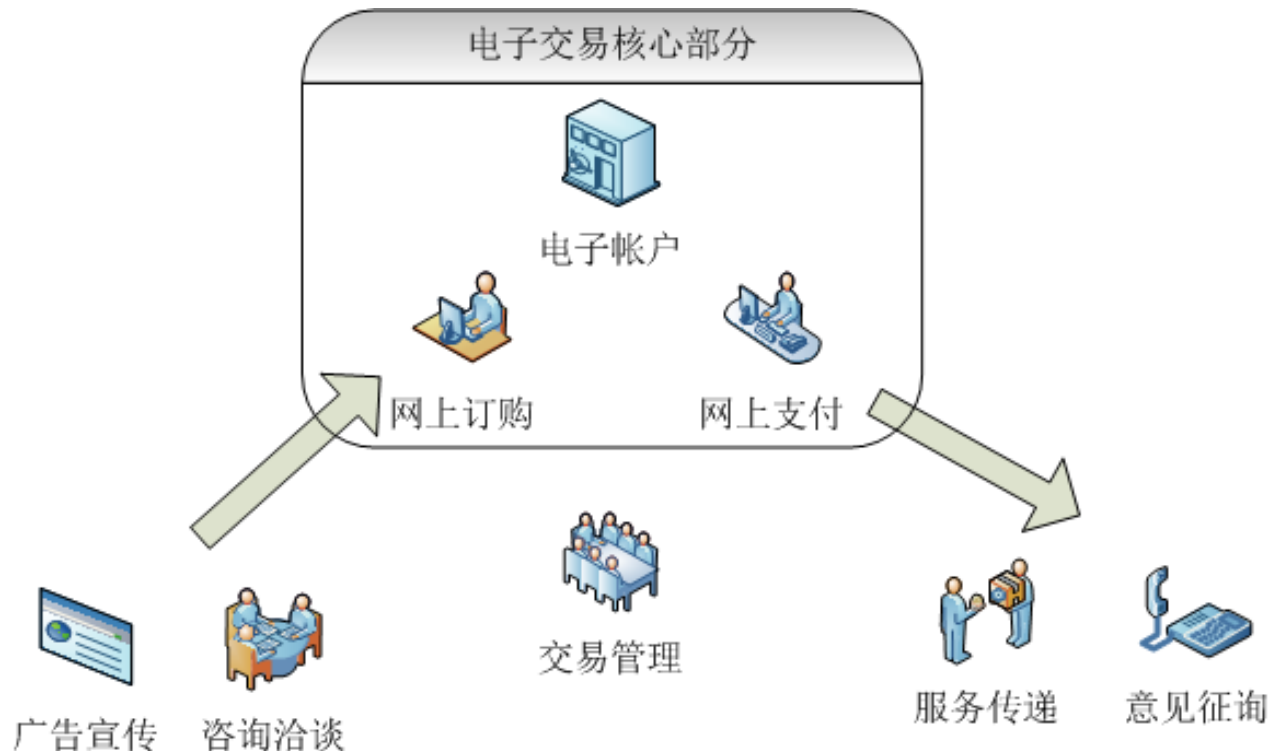 电子交易核心部分
电子帐户
网上订购
网上支付
交易管理
广告宣传
咨询洽谈
服务传递
意见征询